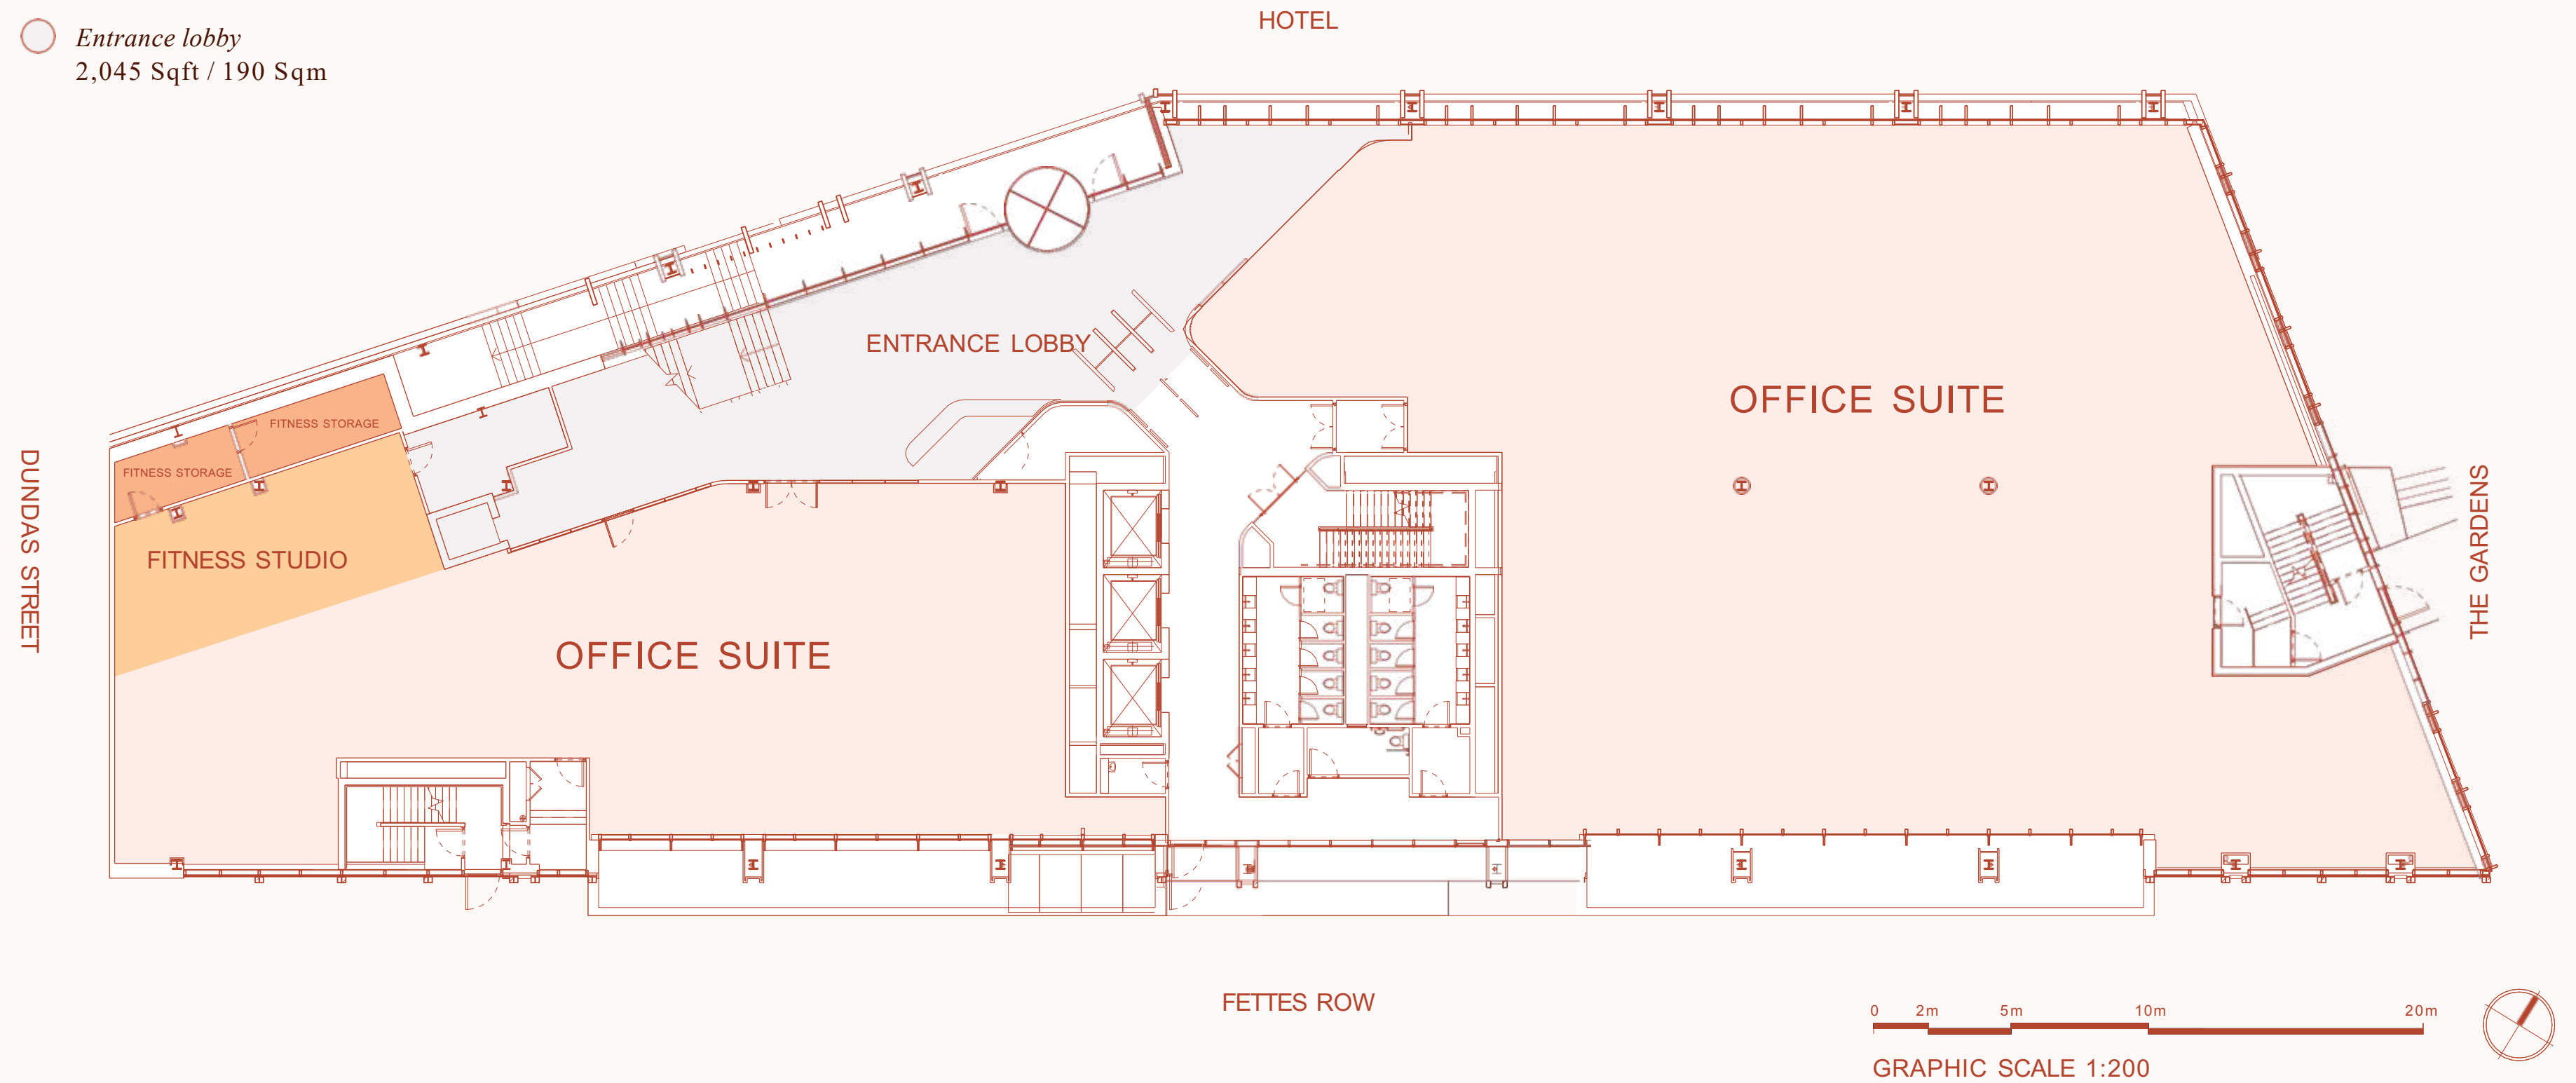 HOTEL
Entrance lobby
2,045 Sqft / 190 Sqm
ENTRANCE LOBBY
OFFICE SUITE
FITNESS STORAGE
FITNESS STORAGE
DUNDAS STREET
FITNESS STUDIO
THE GARDENS
OFFICE SUITE
FETTES ROW
0 2m 5m 10m 20m
GRAPHIC SCALE 1:200